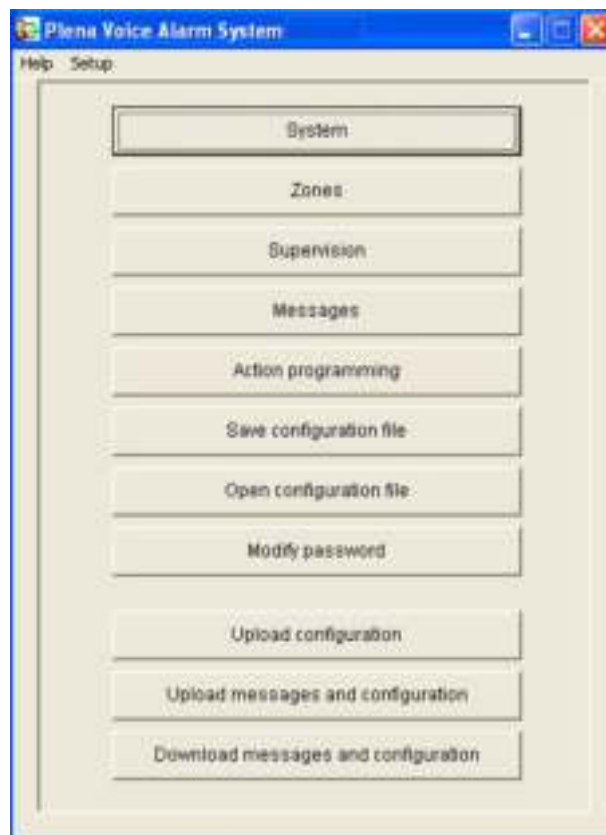 Plena Voice Alarm System
Help Setup
System
Zones
Supervision
Messages
Action programming
Save configuration file
Open configuration file
Modify password
Upload configuration
Upload messages and configuration
Download messages and configuration